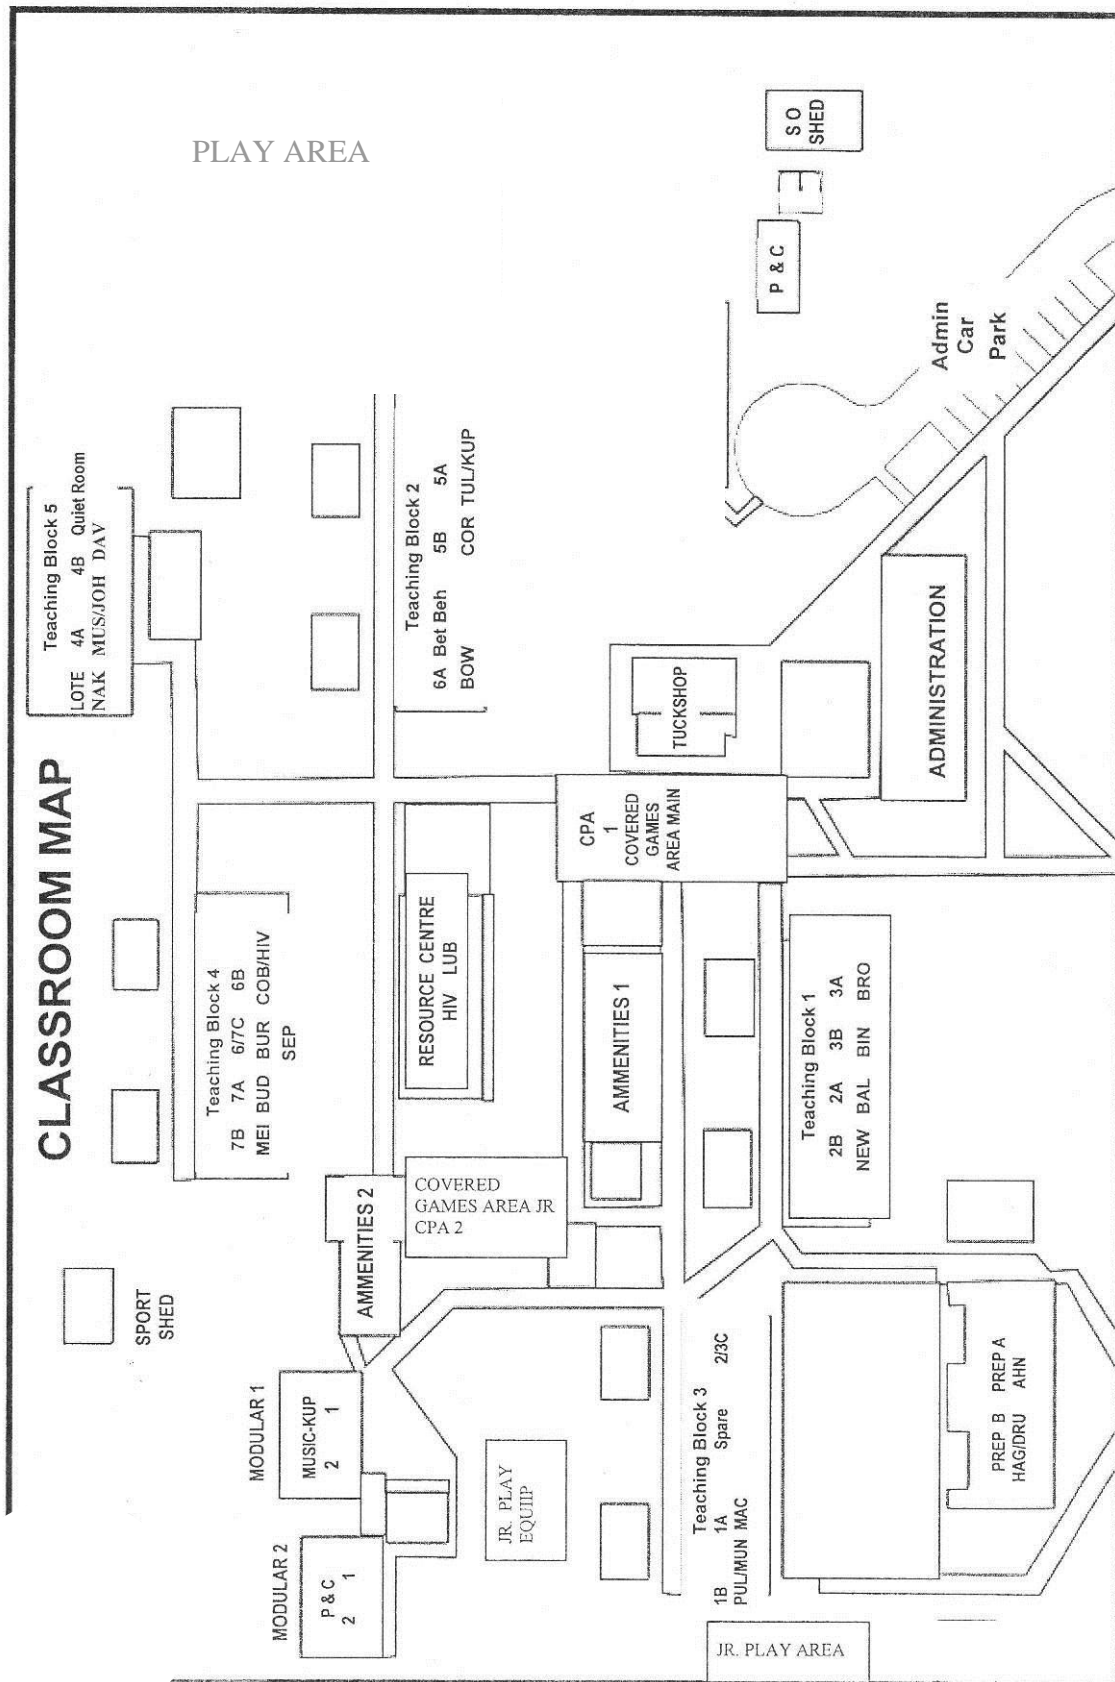 CLASSROOM MAP
PLAY AREA
S O
SHED
P & C
Admin
Car
Park
Teaching Block 5
LOTE 4A 4B Quiet Room
NAK MUS/JOH DAV
Teaching Block 2
6A Bet Beh 5B 5A
BOW COR TUL/KUP
TUCKSHOP
ADMINISTRATION
CPA
1
COVERED
GAMES
AREA MAIN
Teaching Block 4
7B 7A 6/7C 6B
MEI BUD BUR COB/HIV
SEP
RESOURCE CENTRE
HIV LUB
AMMENITIES 1
Teaching Block 1
2B 2A 3B 3A
NEW BAL BIN BRO
SPORT
SHED
AMMENITIES 2
COVERED
GAMES AREA JR
CPA 2
MODULAR 1
MUSIC-KUP
2 1
MODULAR 2
P & C
2 1
JR. PLAY
EQUIIP
Teaching Block 3
1B 1A Spare 2/3C
PUL/MUN MAC
PREP B PREP A
HAG/DRU AHN
JR. PLAY AREA